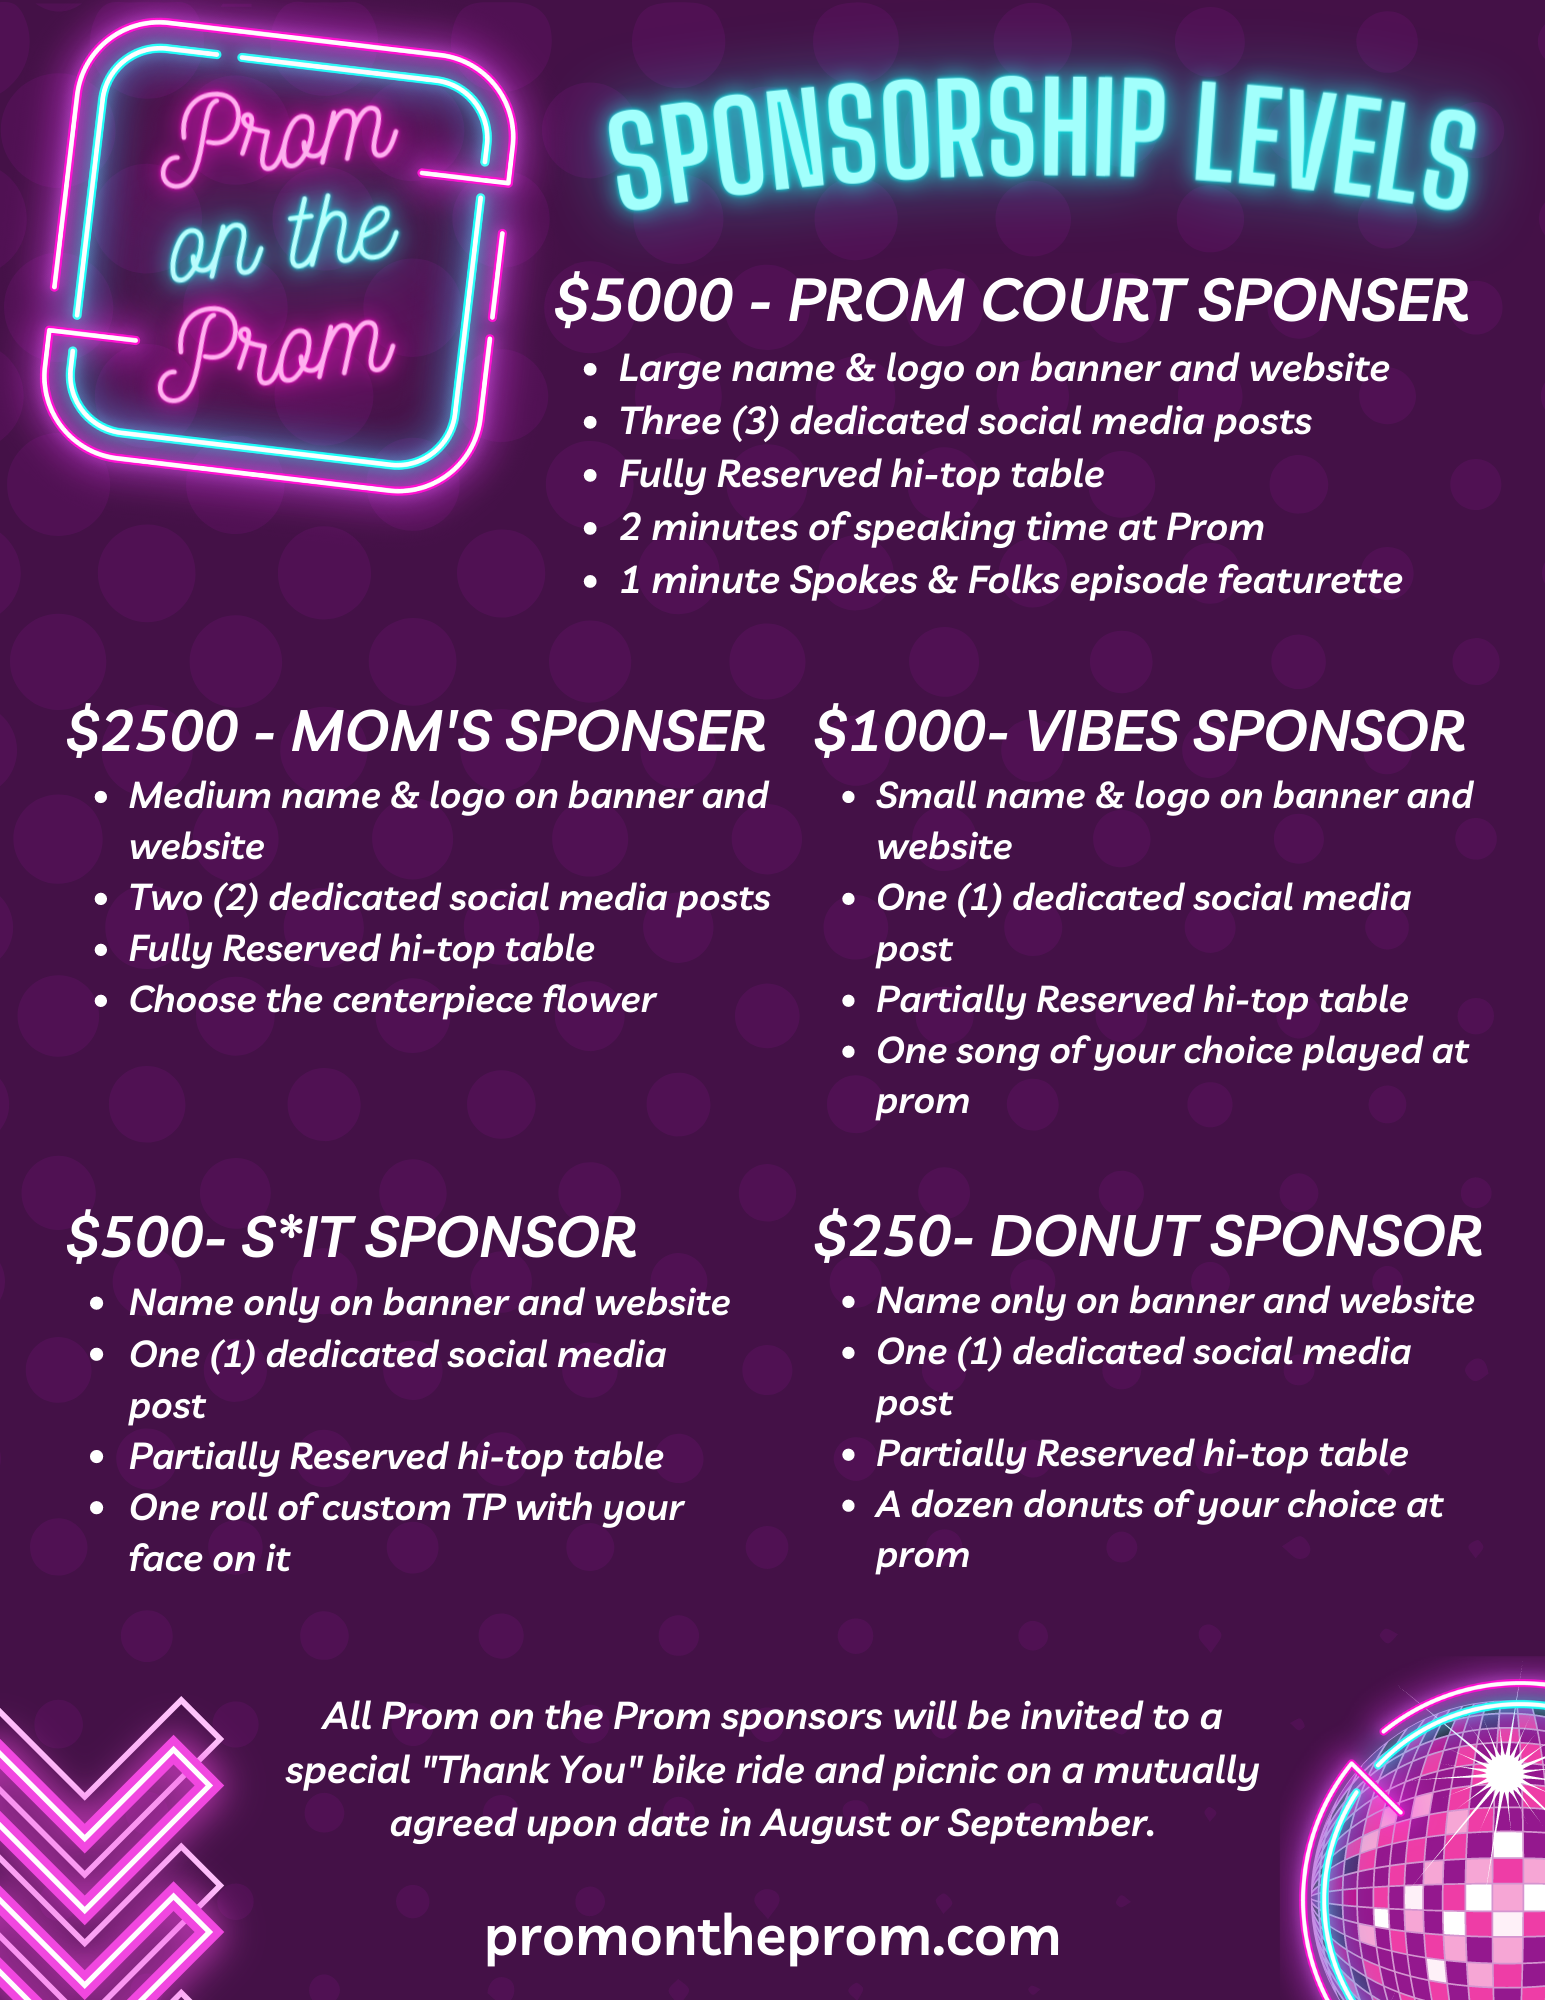 Prom
on the
Prom
SPONSORSHIP LEVELS
$5000 - PROM COURT SPONSER
• Large name & logo on banner and website
• Three (3) dedicated social media posts
• Fully Reserved hi-top table
• 2 minutes of speaking time at Prom
• 1 minute Spokes & Folks episode featurette
$2500 - MOM'S SPONSER
• Medium name & logo on banner and
website
• Two (2) dedicated social media posts
• Fully Reserved hi-top table
• Choose the centerpiece flower
$1000- VIBES SPONSOR
• Small name & logo on banner and
website
• One (1) dedicated social media
post
• Partially Reserved hi-top table
• One song of your choice played at
prom
$500- S*IT SPONSOR
• Name only on banner and website
• One (1) dedicated social media
post
• Partially Reserved hi-top table
• One roll of custom TP with your
face on it
$250- DONUT SPONSOR
• Name only on banner and website
• One (1) dedicated social media
post
• Partially Reserved hi-top table
• A dozen donuts of your choice at
prom
All Prom on the Prom sponsors will be invited to a
special "Thank You" bike ride and picnic on a mutually
agreed upon date in August or September.
promontheprom.com